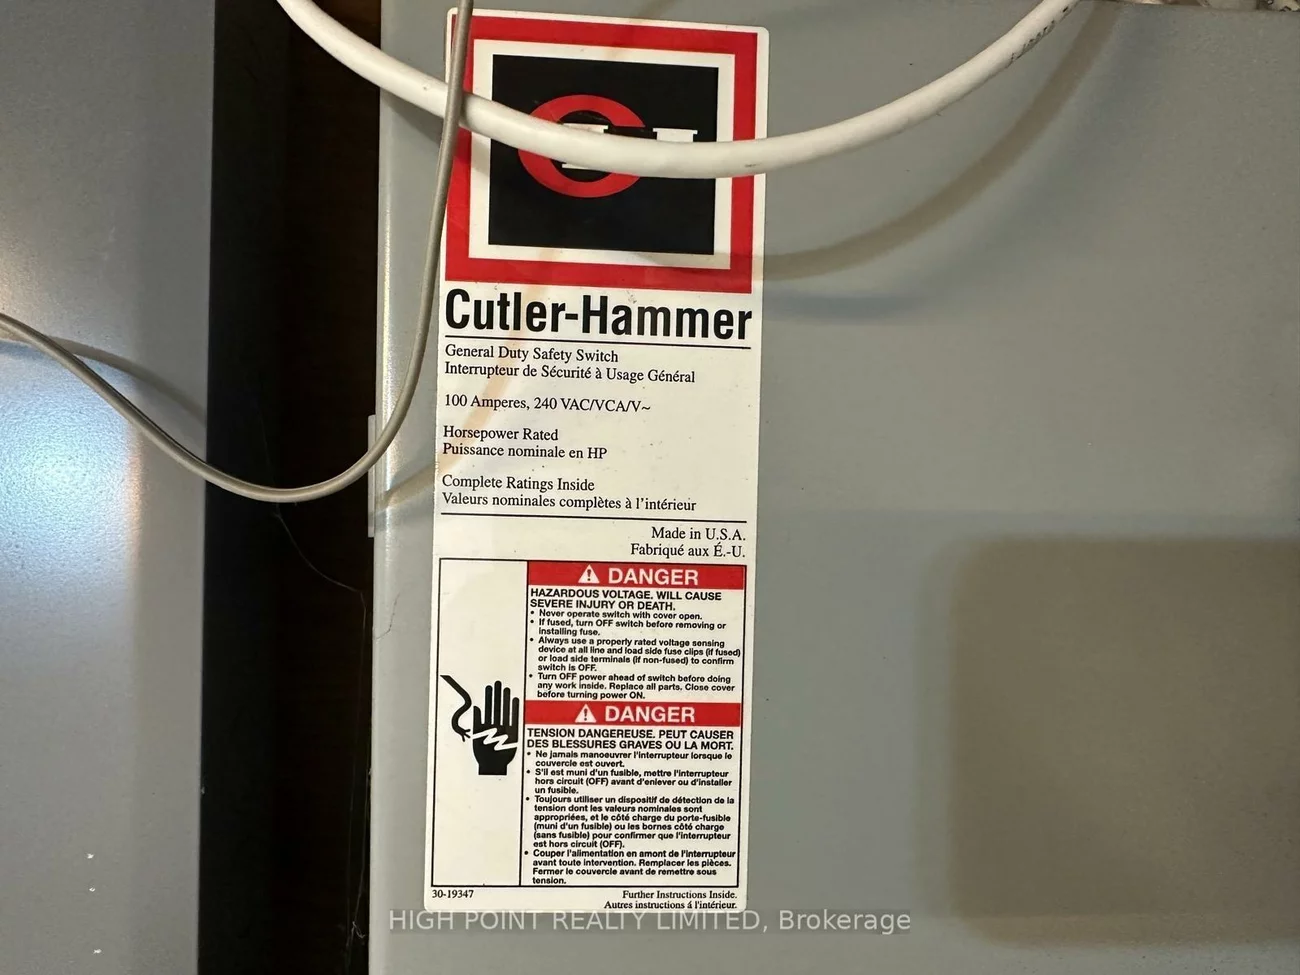 Cutler-Hammer
General Duty Safety Switch
Interrupteur de Sécurité à Usage Général
100 Amperes, 240 VAC/VCA/V~
Horsepower Rated
Puissance nominale en HP
Complete Ratings Inside
Valeurs nominales complètes à l'intérieur
Made in U.S.A.
Fabriqué aux É.-U.
DANGER
HAZARDOUS VOLTAGE. WILL CAUSE
SEVERE INJURY OR DEATH.
• Never operate switch with cover open.
• If fused, turn OFF switch before removing or
installing fuse.
• Always use a properly rated voltage sensing
device at all line and load side fuse clips (if fused)
or load side terminals (if non-fused) to confirm
switch is OFF.
• Turn OFF power ahead of switch before doing
any work inside. Replace all parts. Close cover
before turning power ON.
DANGER
TENSION DANGEREUSE. PEUT CAUSER
DES BLESSURES GRAVES OU LA MORT.
• Ne jamais manoeuvrer l'interrupteur lorsque le
couvercle est ouvert.
• S'il est muni d'un fusible, mettre l'interrupteur
hors circuit (OFF) avant d'enlever ou d'installer
un fusible.
• Toujours utiliser un dispositif de détection de la
tension dont les valeurs nominales sont
appropriées, et le côté charge du porte-fusible
(muni d'un fusible) ou les bornes côté charge
(sans fusible) pour confirmer que l'interrupteur
est hors circuit (OFF).
• Couper l'alimentation en amont de l'interrupteur
avant toute intervention. Remplacer les pièces.
Fermer le couvercle avant de remettre sous
tension.
30-19347
Further Instructions Inside.
Autres instructions á l'intérieur.
HIGH POINT REALTY LIMITED, Brokerage